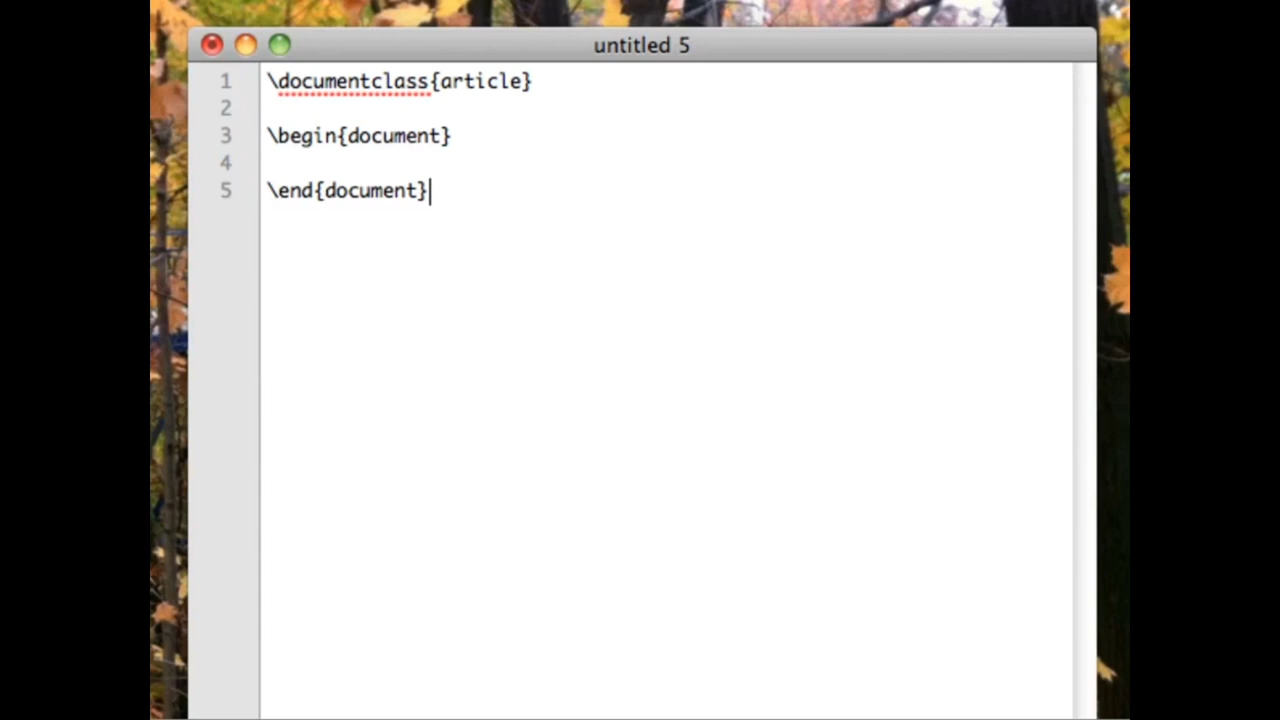 untitled 5
1 \documentclass{article}
2
3 \begin{document}
4
5 \end{document}